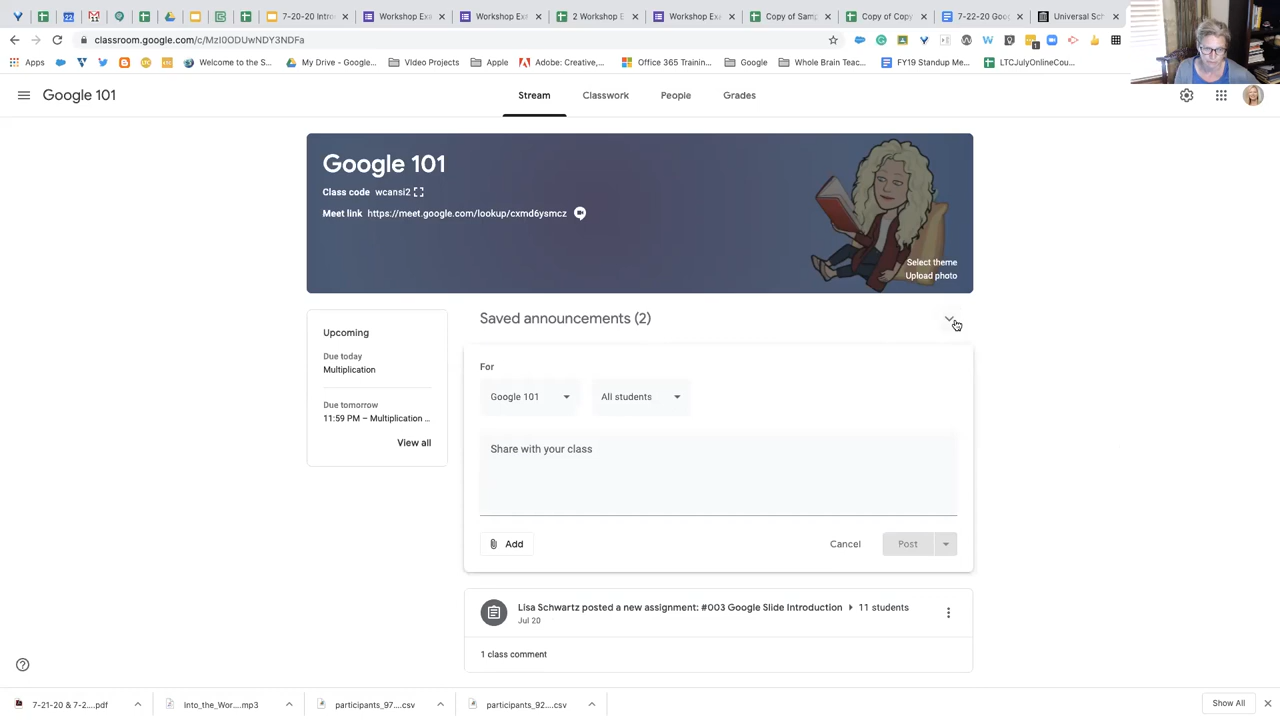 7-20-20 Intro
Workshop Exa
Workshop Exa
2 Workshop E
Workshop Exa
Copy of Samp
Copy of Copy
7-22-20 Goo
Universal Sch
classroom.google.com/c/MzI0ODUwNDY3NDFa
Apps
Welcome to the S...
My Drive - Google...
Video Projects
Apple
Adobe: Creative,...
Office 365 Trainin...
Google
Whole Brain Teac...
FY19 Standup Me...
LTCJulyOnlineCou...
Google 101
Stream
Classwork
People
Grades
Google 101
Class code wcansi2
Meet link https://meet.google.com/lookup/cxmd6ysmcz
Select theme
Upload photo
Upcoming
Due today
Multiplication
Due tomorrow
11:59 PM – Multiplication ...
View all
Saved announcements (2)
For
Google 101
All students
Share with your class
Add
Cancel
Post
Lisa Schwartz posted a new assignment: #003 Google Slide Introduction
11 students
Jul 20
1 class comment
7-21-20 & 7-2....pdf
Into_the_Wor....mp3
participants_97....csv
participants_92....csv
Show All